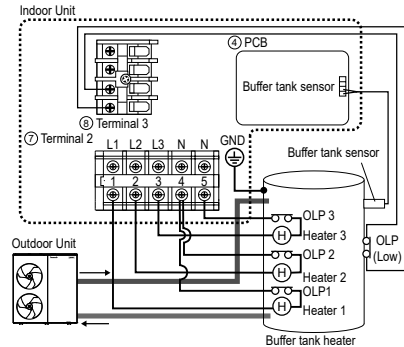 Indoor Unit
④ PCB
Buffer tank sensor
⑧ Terminal 3
⑦ Terminal 2
L1 L2 L3 N N
GND
1 2 3 4 5
Buffer tank sensor
OLP 3
H
Heater 3
OLP 2
H
Heater 2
OLP1
H
Heater 1
OLP
(Low)
Outdoor Unit
Buffer tank heater